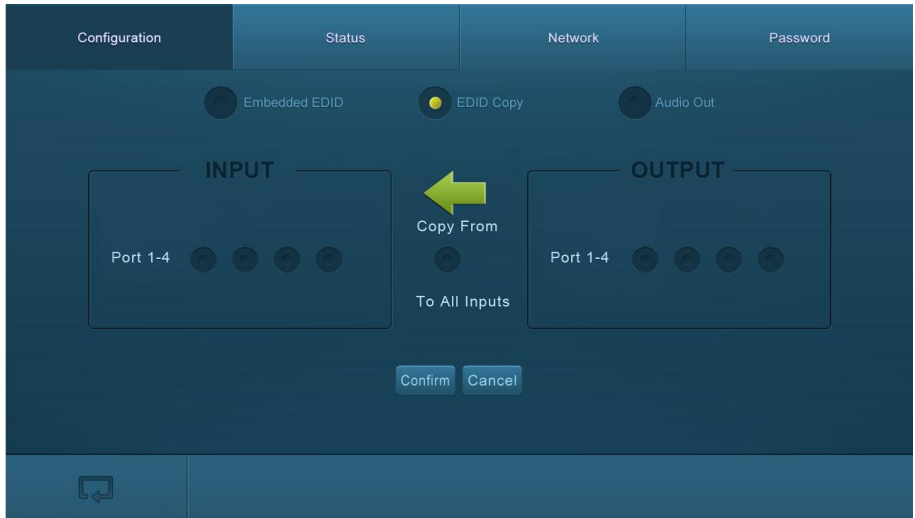 Configuration Status Network Password
Embedded EDID EDID Copy Audio Out
INPUT OUTPUT
Copy From
Port 1-4 Port 1-4
To All Inputs
Confirm Cancel